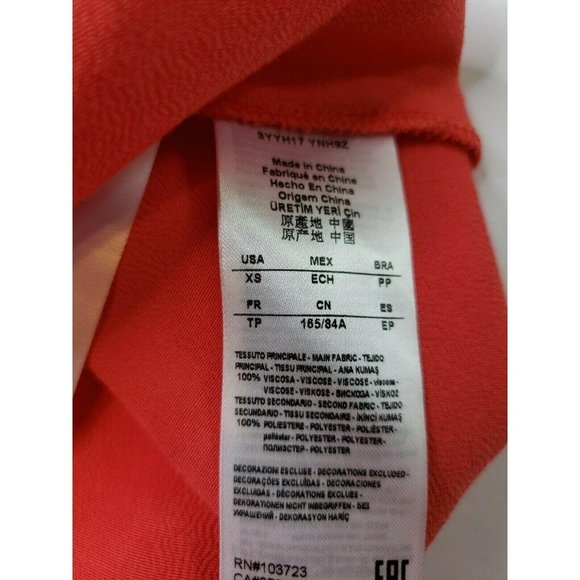 3YYH17 YNH9Z
Made in China
Fabriqué en China
Hecho En China
Origem China
ÜRETİM YERİ Çin
原產地 中國
原产地 中国
USA MEX BRA
XS ECH PP
FR CN ES
TP 165/84A EP
TESSUTO PRINCIPALE - MAIN FABRIC - TEJIDO
PRINCIPAL - TISSU PRINCIPAL - ANA KUMAŞ
100% VISCOSA - VISCOSE - VISCOSE - viscose
- VISCOSE - VİSKOSE - ВИСКОЗА - VİSKOZ
TESSUTO SECONDARIO - SECOND FABRIC - TEJIDO
SECUNDARIO - TISSU SECONDAIRE - İKİNCİ KUMAŞ
100% POLIESTERE - POLYESTER - POLIÉSTER -
poliéster - POLYESTER - POLYESTER -
ПОЛИЭСТЕР - POLYESTER
DECORAZIONI ESCLUSE - DECORATIONS EXCLUDED -
DECORAÇÕES EXCLUÍDAS - DECORACIONES
EXCLUIDAS - DÉCORATIONS EXCLUES -
DEKORATIONEN NICHT INBEGRIFFEN - БЕЗ
УКРАШЕНИЙ - DEKORASYON HARİÇ
RN#103723
EAC